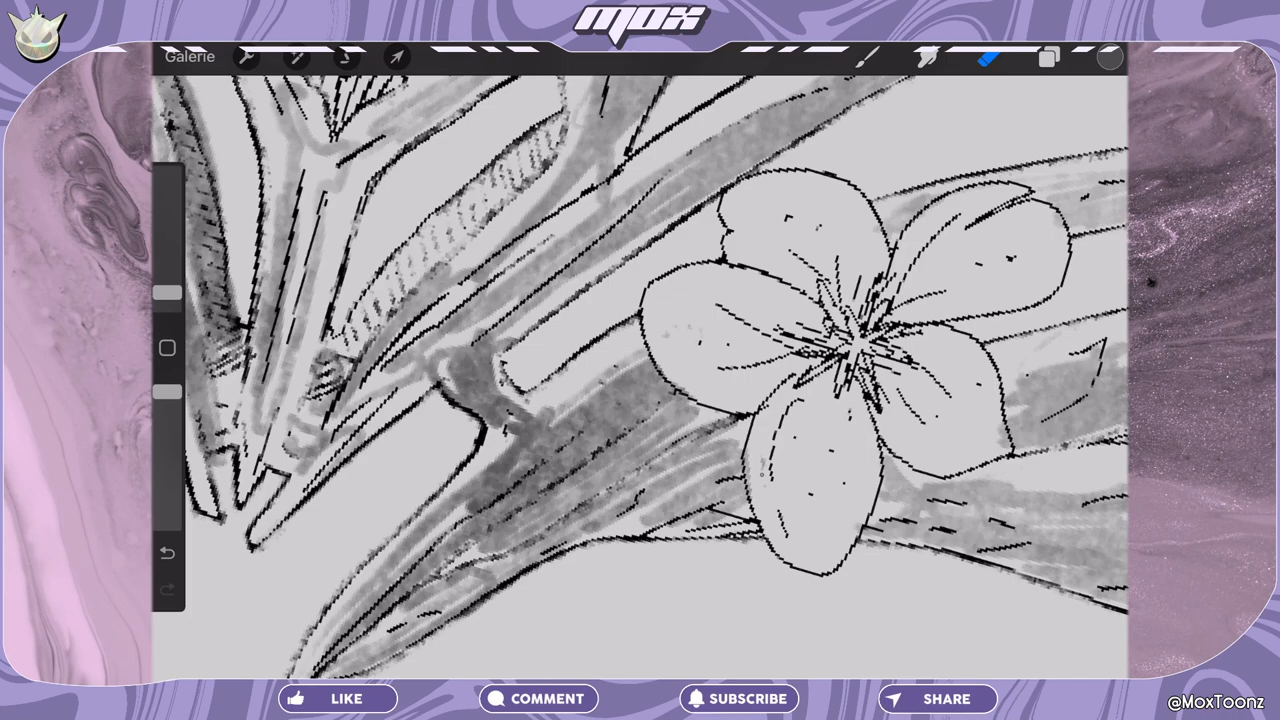 MOX
Galerie
LIKE
COMMENT
SUBSCRIBE
SHARE
@MoxToonz